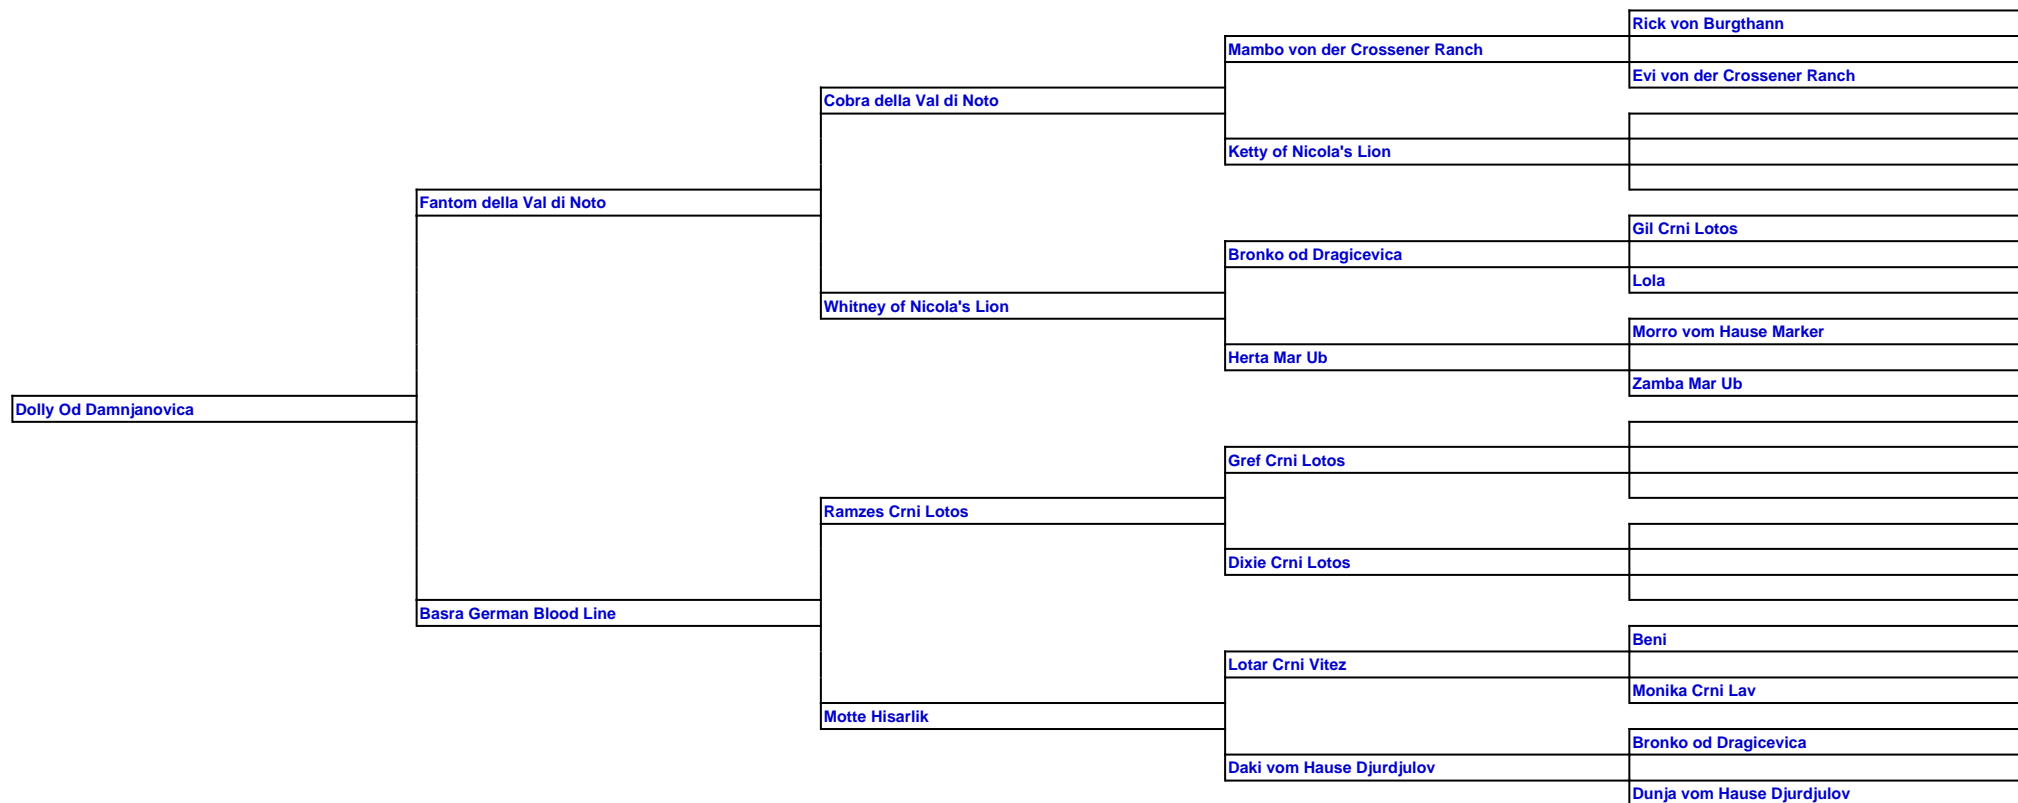 Rick von Burgthann
Mambo von der Crossener Ranch
Evi von der Crossener Ranch
Cobra della Val di Noto
Ketty of Nicola's Lion
Fantom della Val di Noto
Gil Crni Lotos
Bronko od Dragicevica
Lola
Whitney of Nicola's Lion
Morro vom Hause Marker
Herta Mar Ub
Zamba Mar Ub
Dolly Od Damnjanovica
Gref Crni Lotos
Ramzes Crni Lotos
Dixie Crni Lotos
Basra German Blood Line
Beni
Lotar Crni Vitez
Monika Crni Lav
Motte Hisarlik
Bronko od Dragicevica
Daki vom Hause Djurdjulov
Dunja vom Hause Djurdjulov